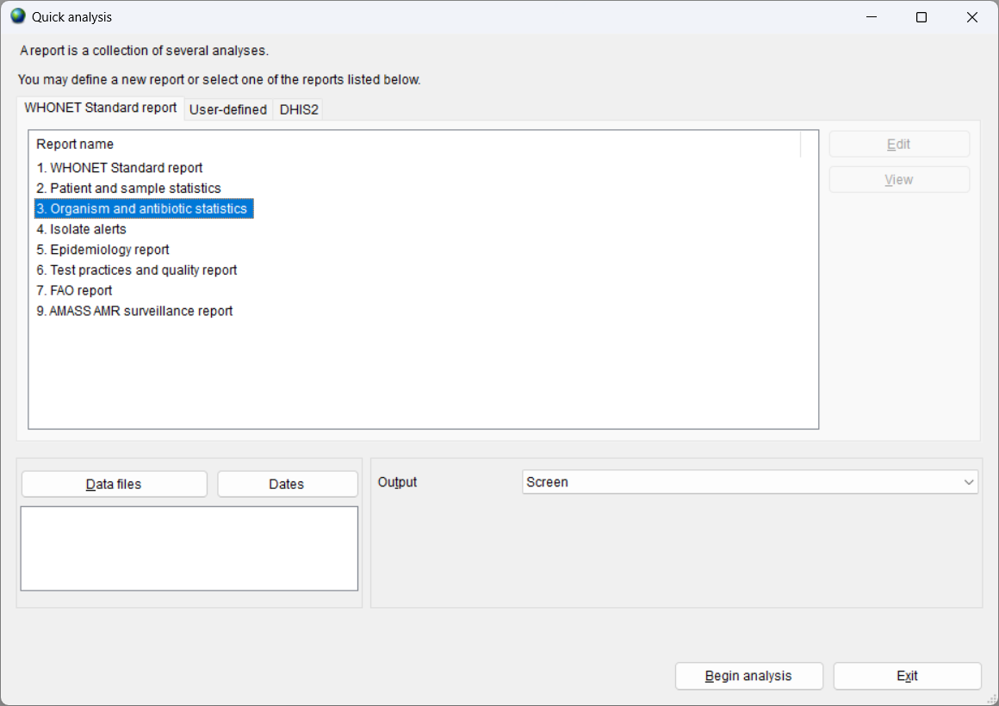 Quick analysis
A report is a collection of several analyses.
You may define a new report or select one of the reports listed below.
WHONET Standard report User-defined DHIS2
Report name
1. WHONET Standard report
2. Patient and sample statistics
3. Organism and antibiotic statistics
4. Isolate alerts
5. Epidemiology report
6. Test practices and quality report
7. FAO report
9. AMASS AMR surveillance report
Edit
View
Data files Dates
Output Screen
Begin analysis Exit